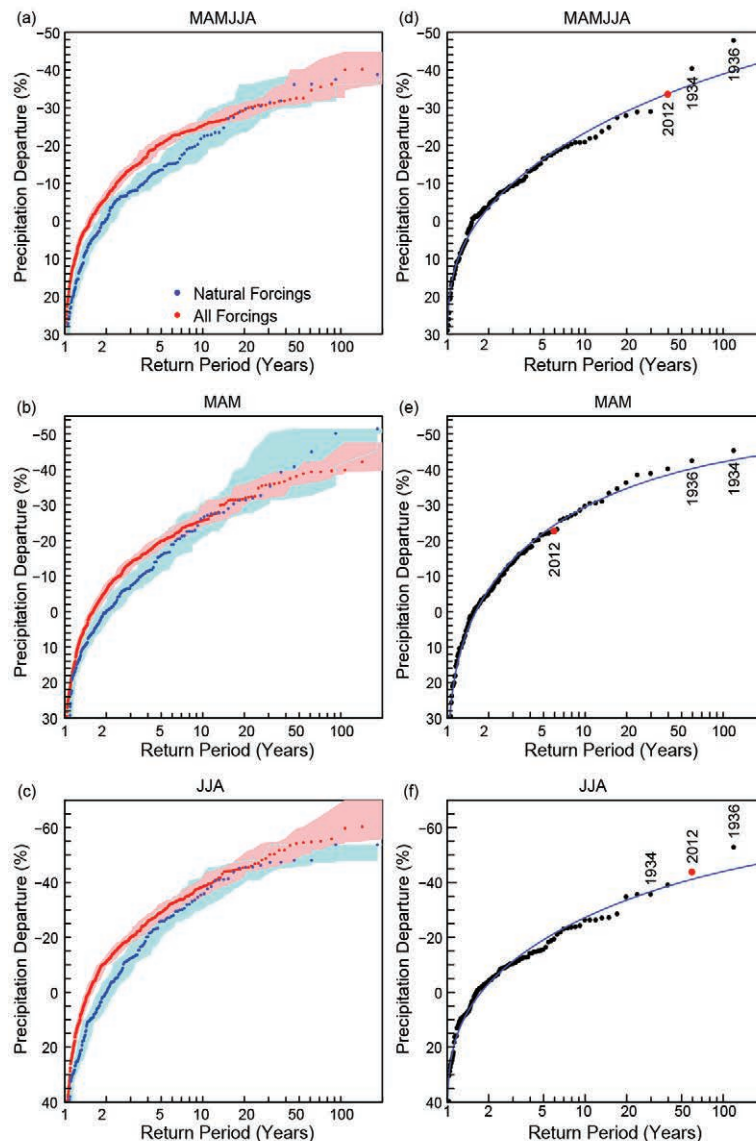 (a) MAMJJA
Precipitation Departure (%)
-50
-40
-30
-20
-10
0
10
20
30
Natural Forcings
All Forcings
1 2 5 10 20 50 100
Return Period (Years)
(d) MAMJJA
Precipitation Departure (%)
-50
-40
-30
-20
-10
0
10
20
30
2012
1934
1936
1 2 5 10 20 50 100
Return Period (Years)
(b) MAM
Precipitation Departure (%)
-50
-40
-30
-20
-10
0
10
20
30
1 2 5 10 20 50 100
Return Period (Years)
(e) MAM
Precipitation Departure (%)
-50
-40
-30
-20
-10
0
10
20
30
2012
1936
1934
1 2 5 10 20 50 100
Return Period (Years)
(c) JJA
Precipitation Departure (%)
-60
-40
-20
0
20
40
1 2 5 10 20 50 100
Return Period (Years)
(f) JJA
Precipitation Departure (%)
-60
-40
-20
0
20
40
1934
2012
1936
1 2 5 10 20 50 100
Return Period (Years)